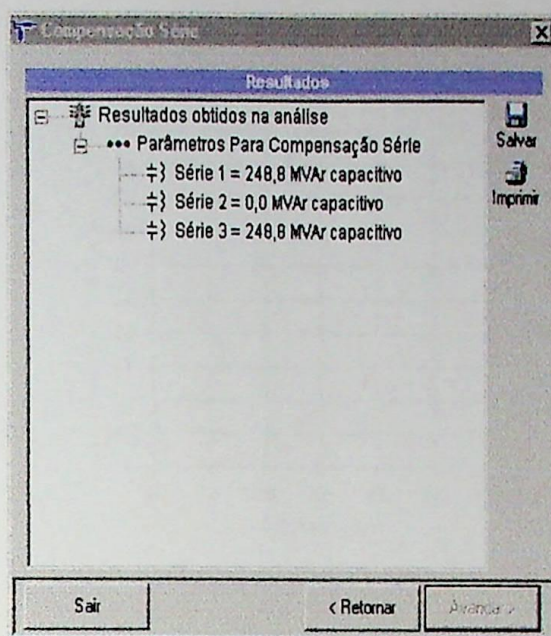 Compensação Série
Resultados
Resultados obtidos na análise
Parâmetros Para Compensação Série
Série 1 = 248,8 MVAr capacitivo
Série 2 = 0,0 MVAr capacitivo
Série 3 = 248,8 MVAr capacitivo
Salvar
Imprimir
Sair
< Retornar
Avançar >